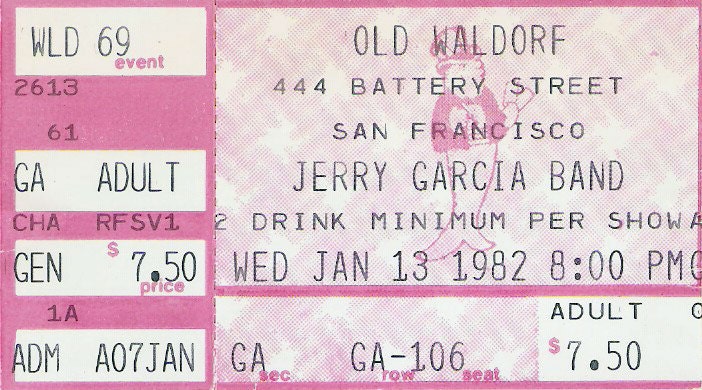 WLD 69
event
2613
61
GA ADULT
CHA RFSV1
$
GEN 7.50
price
1A
ADM A07JAN
OLD WALDORF
444 BATTERY STREET
SAN FRANCISCO
JERRY GARCIA BAND
2 DRINK MINIMUM PER SHOW
WED JAN 13 1982 8:00 PM
ADULT
GA GA-106 $7.50
sec row seat